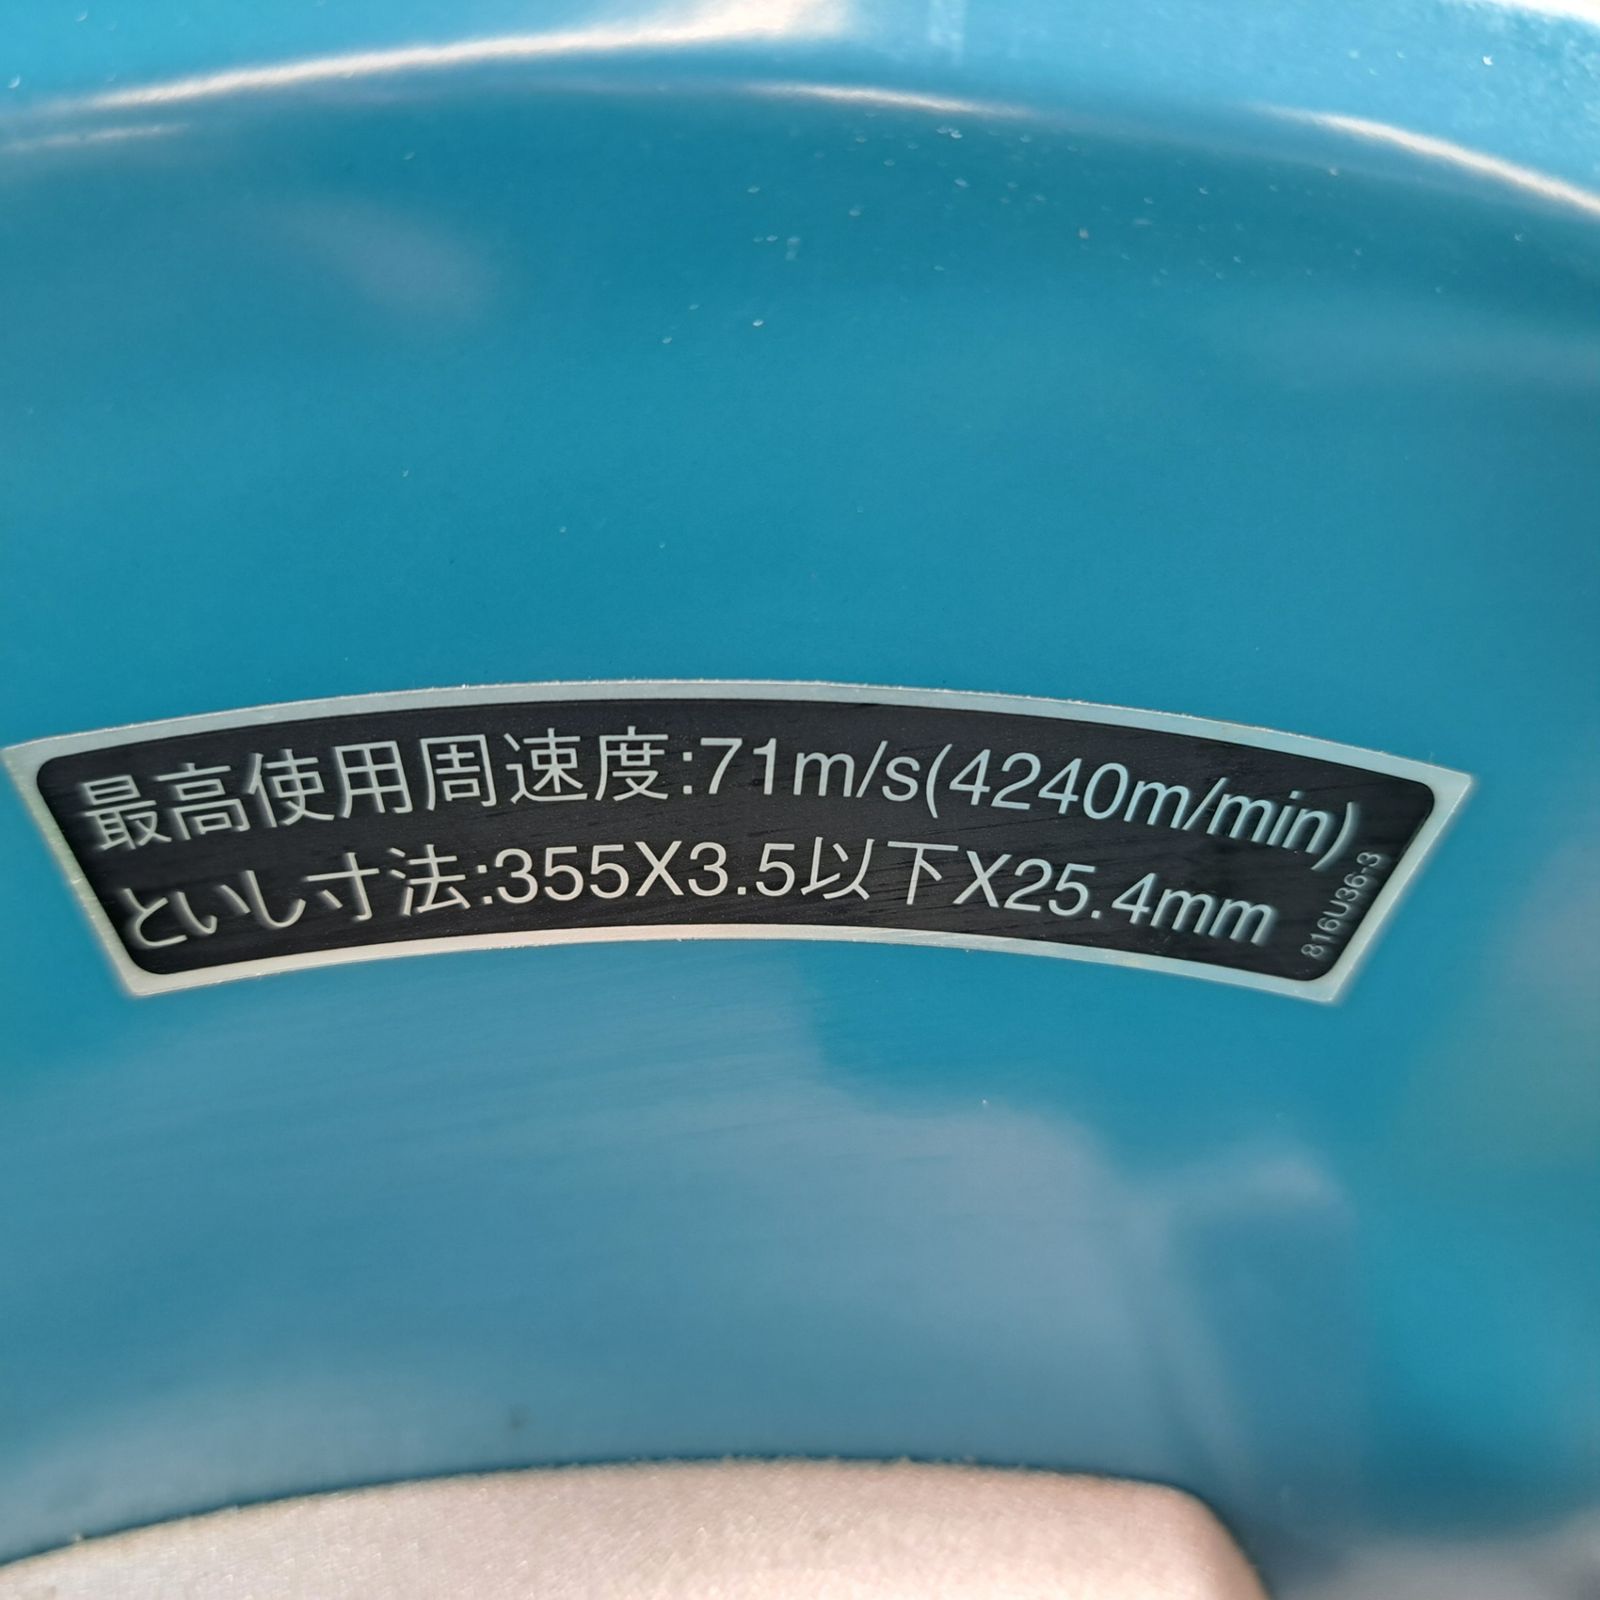 最高使用周速度:71m/s(4240m/min)
といし寸法:355X3.5以下X25.4mm
816U36-3